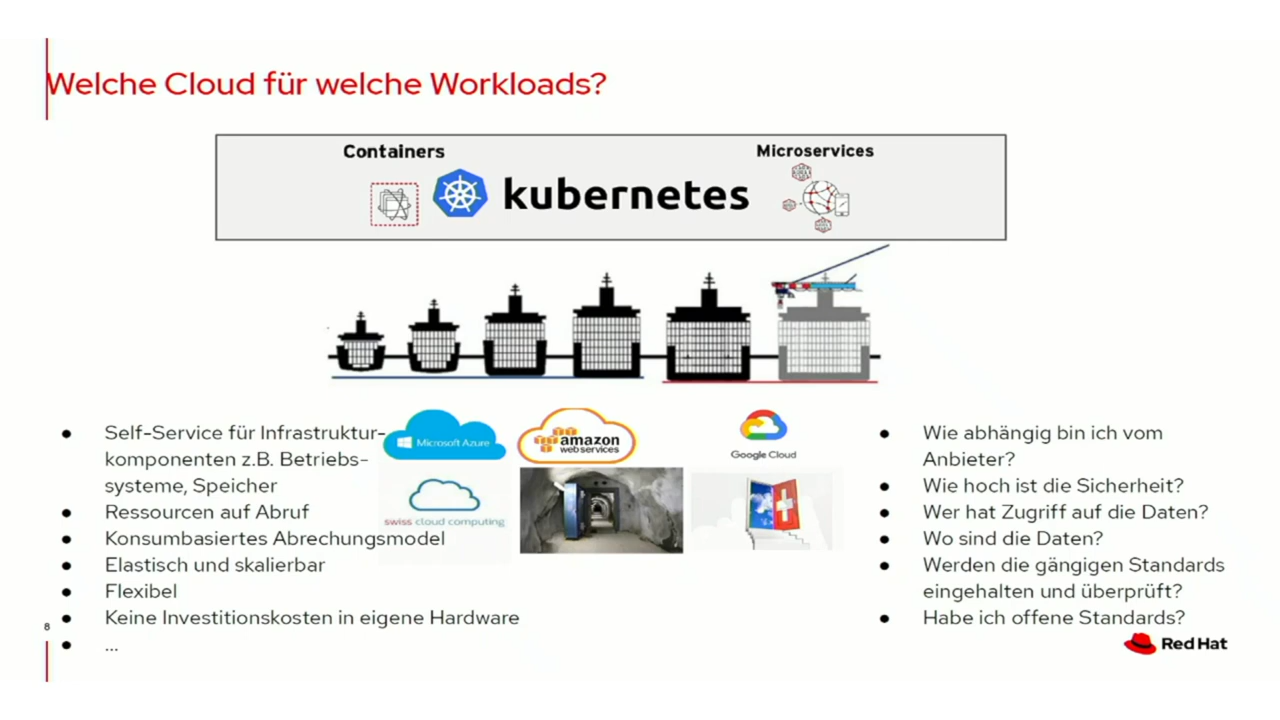 Welche Cloud für welche Workloads?
Containers
Microservices
kubernetes
Self-Service für Infrastruktur-
komponenten z.B. Betriebs-
systeme, Speicher
Ressourcen auf Abruf
Konsumbasiertes Abrechungsmodel
Elastisch und skalierbar
Flexibel
Keine Investitionskosten in eigene Hardware
...
Microsoft Azure
amazon
web services
Google Cloud
swiss cloud computing
Wie abhängig bin ich vom
Anbieter?
Wie hoch ist die Sicherheit?
Wer hat Zugriff auf die Daten?
Wo sind die Daten?
Werden die gängigen Standards
eingehalten und überprüft?
Habe ich offene Standards?
8
Red Hat